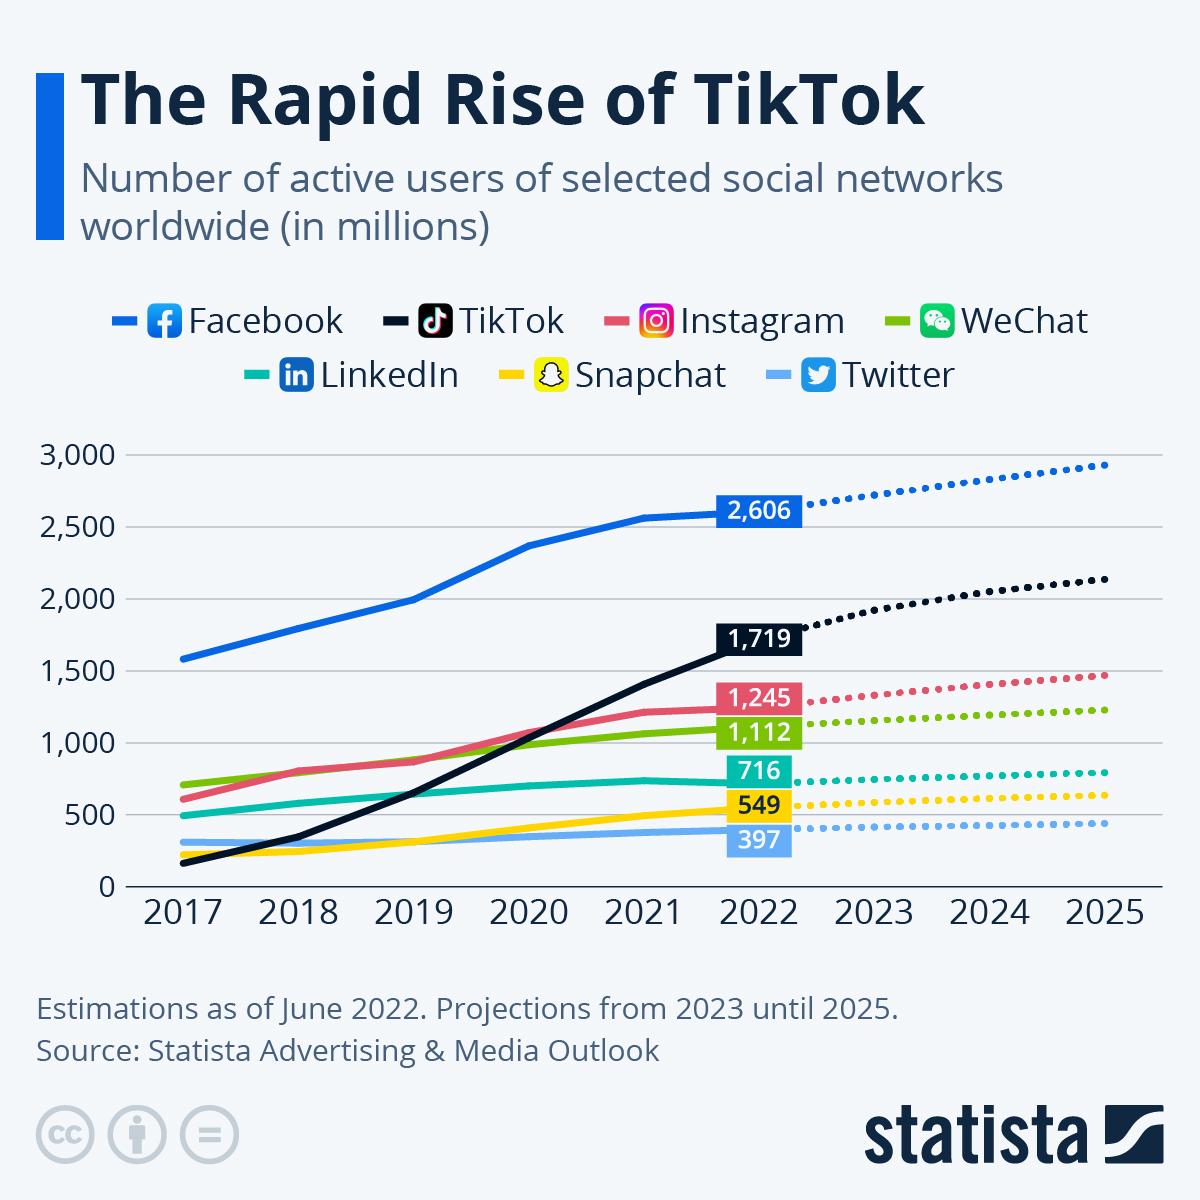 The Rapid Rise of TikTok
Number of active users of selected social networks
worldwide (in millions)
Facebook TikTok Instagram WeChat
in LinkedIn Snapchat Twitter
3,000
2,500
2,000
1,500
1,000
500
0
2,606
1,719
1,245
1,112
716
549
397
2017 2018 2019 2020 2021 2022 2023 2024 2025
Estimations as of June 2022. Projections from 2023 until 2025.
Source: Statista Advertising & Media Outlook
cc
statista